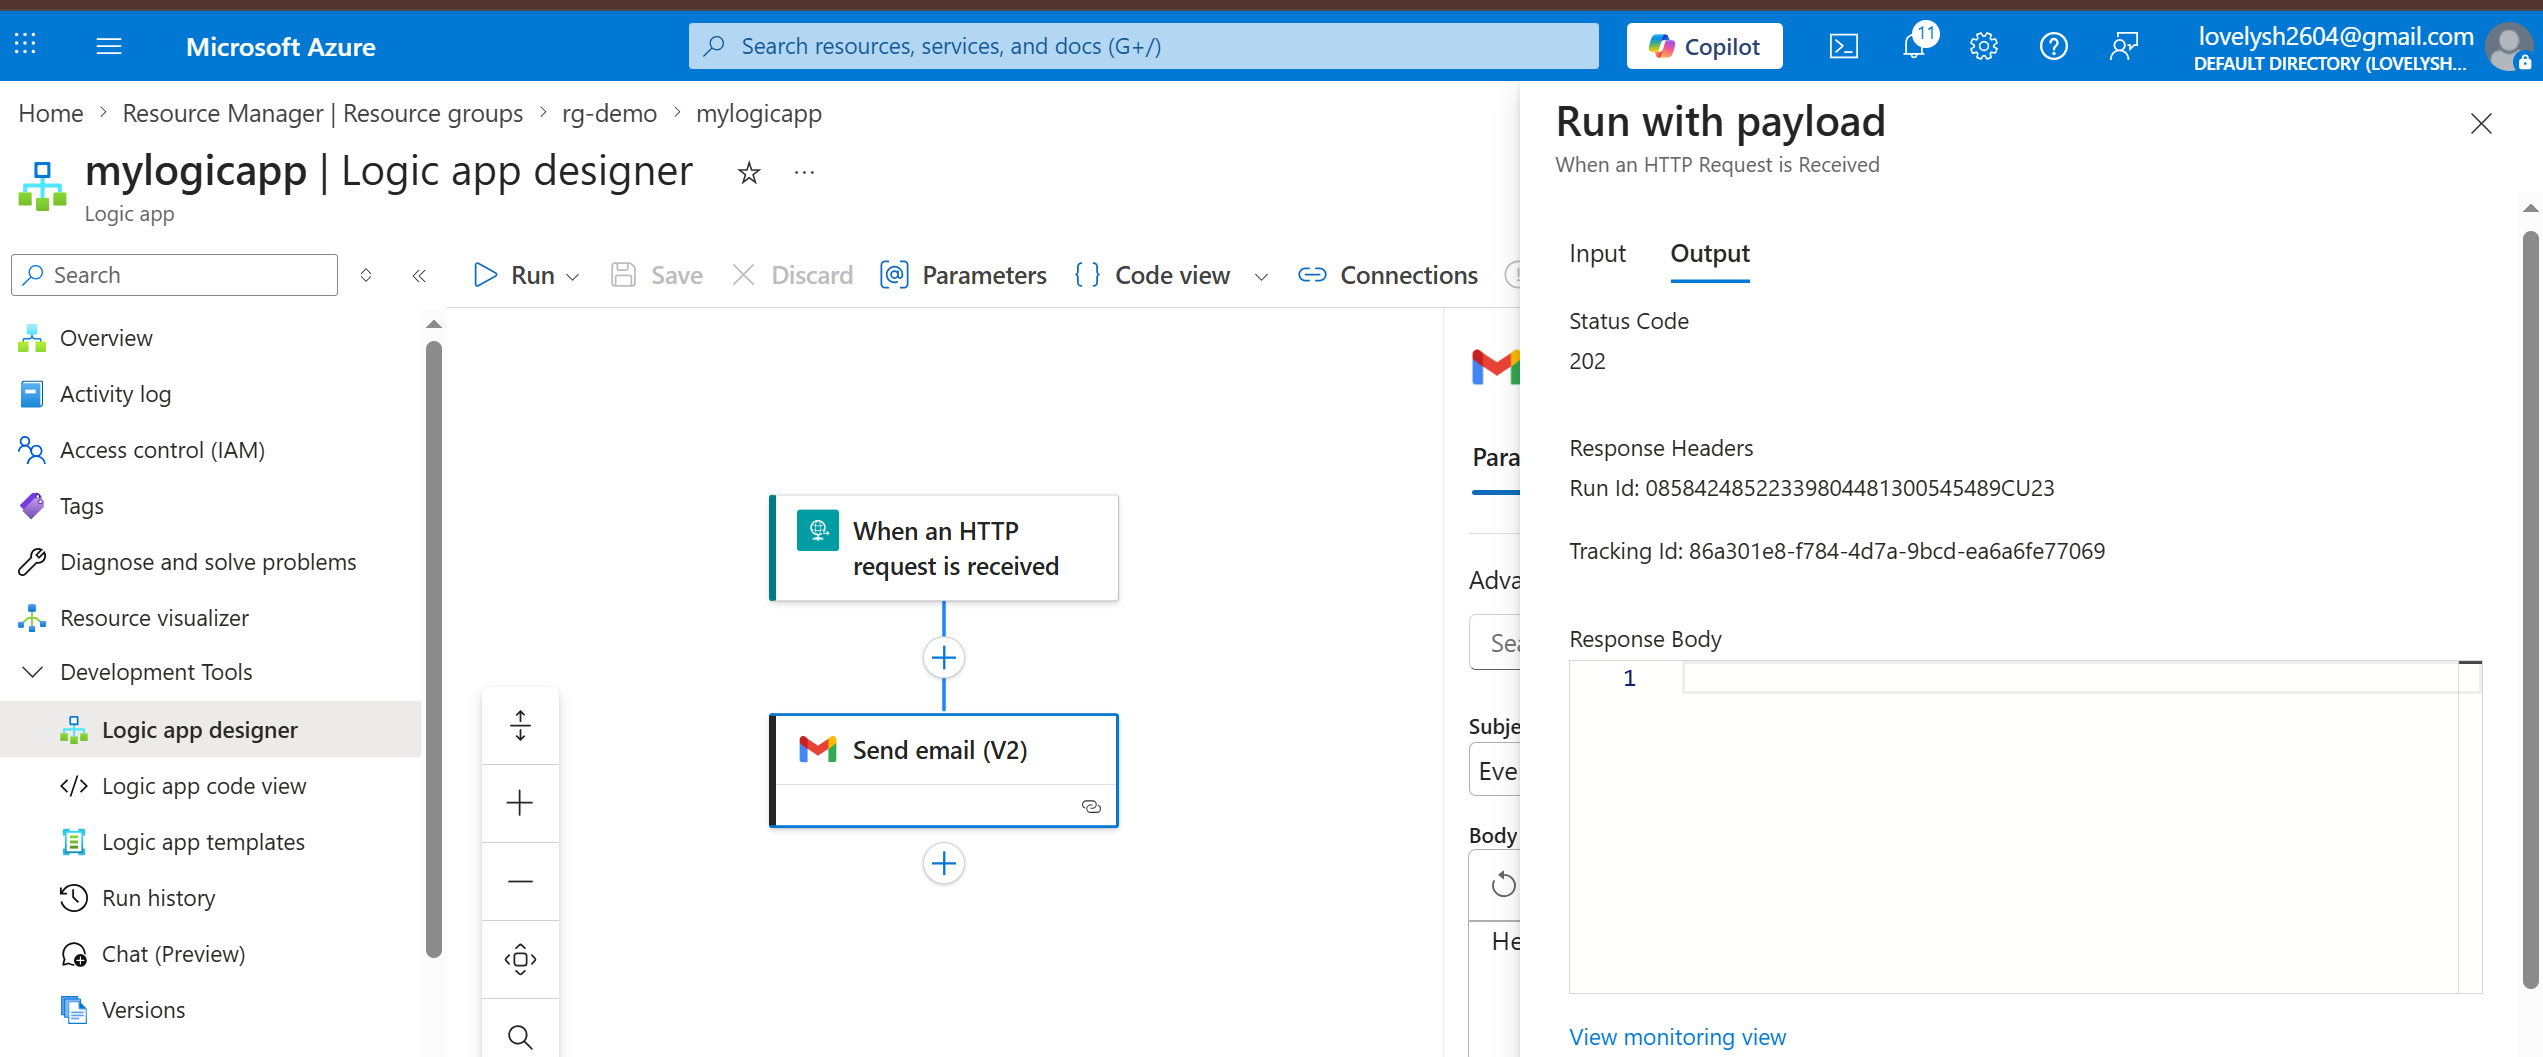 Microsoft Azure
Search resources, services, and docs (G+/)
Copilot
11
lovelysh2604@gmail.com
DEFAULT DIRECTORY (LOVELYSH...
Home > Resource Manager | Resource groups > rg-demo > mylogicapp
mylogicapp | Logic app designer
Logic app
Search
Overview
Activity log
Access control (IAM)
Tags
Diagnose and solve problems
Resource visualizer
Development Tools
Logic app designer
Logic app code view
Logic app templates
Run history
Chat (Preview)
Versions
Run
Save
Discard
Parameters
Code view
Connections
When an HTTP
request is received
Send email (V2)
Para
Adva
Sea
Subje
Eve
Body
He
Run with payload
When an HTTP Request is Received
Input
Output
Status Code
202
Response Headers
Run Id: 08584248522339804481300545489CU23
Tracking Id: 86a301e8-f784-4d7a-9bcd-ea6a6fe77069
Response Body
1
View monitoring view